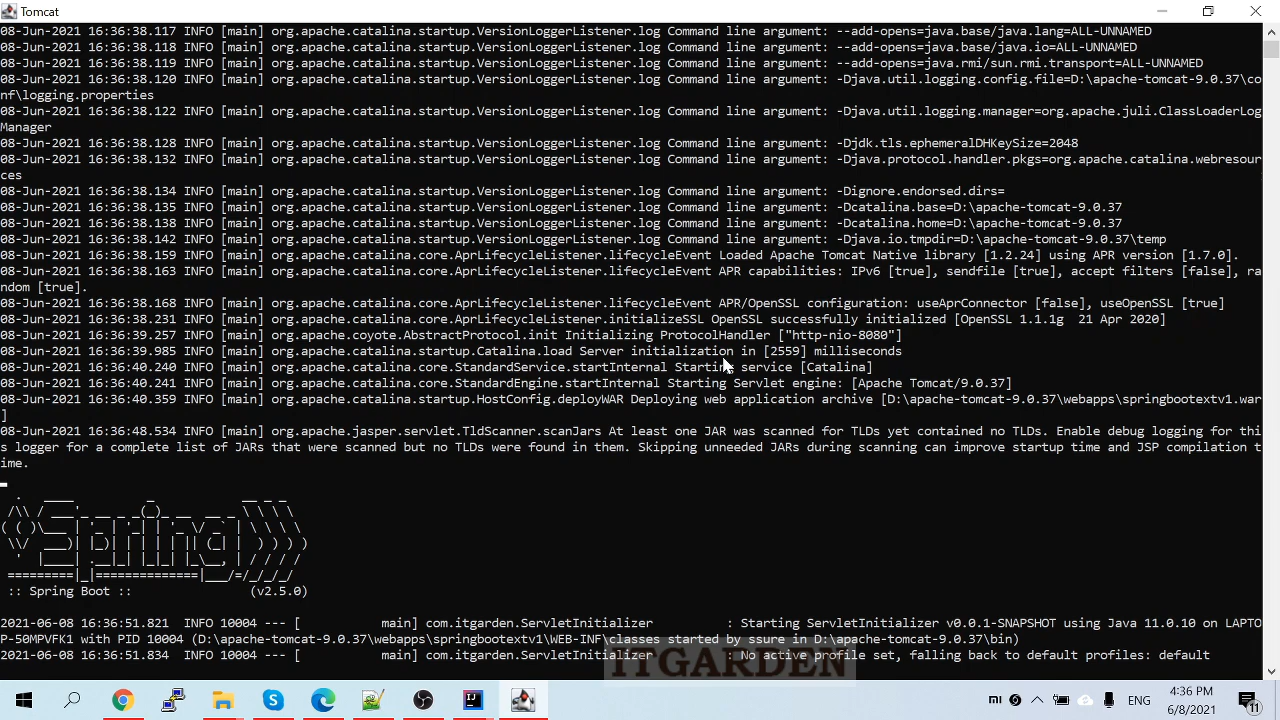 Tomcat
08-Jun-2021 16:36:38.117 INFO [main] org.apache.catalina.startup.VersionLoggerListener.log Command line argument: --add-opens=java.base/java.lang=ALL-UNNAMED
08-Jun-2021 16:36:38.118 INFO [main] org.apache.catalina.startup.VersionLoggerListener.log Command line argument: --add-opens=java.base/java.io=ALL-UNNAMED
08-Jun-2021 16:36:38.119 INFO [main] org.apache.catalina.startup.VersionLoggerListener.log Command line argument: --add-opens=java.rmi/sun.rmi.transport=ALL-UNNAMED
08-Jun-2021 16:36:38.120 INFO [main] org.apache.catalina.startup.VersionLoggerListener.log Command line argument: -Djava.util.logging.config.file=D:\apache-tomcat-9.0.37\co
nf\logging.properties
08-Jun-2021 16:36:38.122 INFO [main] org.apache.catalina.startup.VersionLoggerListener.log Command line argument: -Djava.util.logging.manager=org.apache.juli.ClassLoaderLog
Manager
08-Jun-2021 16:36:38.128 INFO [main] org.apache.catalina.startup.VersionLoggerListener.log Command line argument: -Djdk.tls.ephemeralDHKeySize=2048
08-Jun-2021 16:36:38.132 INFO [main] org.apache.catalina.startup.VersionLoggerListener.log Command line argument: -Djava.protocol.handler.pkgs=org.apache.catalina.webresour
ces
08-Jun-2021 16:36:38.134 INFO [main] org.apache.catalina.startup.VersionLoggerListener.log Command line argument: -Dignore.endorsed.dirs=
08-Jun-2021 16:36:38.135 INFO [main] org.apache.catalina.startup.VersionLoggerListener.log Command line argument: -Dcatalina.base=D:\apache-tomcat-9.0.37
08-Jun-2021 16:36:38.138 INFO [main] org.apache.catalina.startup.VersionLoggerListener.log Command line argument: -Dcatalina.home=D:\apache-tomcat-9.0.37
08-Jun-2021 16:36:38.142 INFO [main] org.apache.catalina.startup.VersionLoggerListener.log Command line argument: -Djava.io.tmpdir=D:\apache-tomcat-9.0.37\temp
08-Jun-2021 16:36:38.159 INFO [main] org.apache.catalina.core.AprLifecycleListener.lifecycleEvent Loaded Apache Tomcat Native library [1.2.24] using APR version [1.7.0].
08-Jun-2021 16:36:38.163 INFO [main] org.apache.catalina.core.AprLifecycleListener.lifecycleEvent APR capabilities: IPv6 [true], sendfile [true], accept filters [false], ra
ndom [true].
08-Jun-2021 16:36:38.168 INFO [main] org.apache.catalina.core.AprLifecycleListener.lifecycleEvent APR/OpenSSL configuration: useAprConnector [false], useOpenSSL [true]
08-Jun-2021 16:36:38.231 INFO [main] org.apache.catalina.core.AprLifecycleListener.initializeSSL OpenSSL successfully initialized [OpenSSL 1.1.1g  21 Apr 2020]
08-Jun-2021 16:36:39.257 INFO [main] org.apache.coyote.AbstractProtocol.init Initializing ProtocolHandler ["http-nio-8080"]
08-Jun-2021 16:36:39.985 INFO [main] org.apache.catalina.startup.Catalina.load Server initialization in [2559] milliseconds
08-Jun-2021 16:36:40.240 INFO [main] org.apache.catalina.core.StandardService.startInternal Starting service [Catalina]
08-Jun-2021 16:36:40.241 INFO [main] org.apache.catalina.core.StandardEngine.startInternal Starting Servlet engine: [Apache Tomcat/9.0.37]
08-Jun-2021 16:36:40.359 INFO [main] org.apache.catalina.startup.HostConfig.deployWAR Deploying web application archive [D:\apache-tomcat-9.0.37\webapps\springbootextv1.war
]
08-Jun-2021 16:36:48.534 INFO [main] org.apache.jasper.servlet.TldScanner.scanJars At least one JAR was scanned for TLDs yet contained no TLDs. Enable debug logging for thi
s logger for a complete list of JARs that were scanned but no TLDs were found in them. Skipping unneeded JARs during scanning can improve startup time and JSP compilation t
ime.
Spring
:: Spring Boot ::                (v2.5.0)
2021-06-08 16:36:51.821  INFO 10004 --- [           main] com.itgarden.ServletInitializer          : Starting ServletInitializer v0.0.1-SNAPSHOT using Java 11.0.10 on LAPTO
P-50MPVFK1 with PID 10004 (D:\apache-tomcat-9.0.37\webapps\springbootextv1\WEB-INF\classes started by ssure in D:\apache-tomcat-9.0.37\bin)
2021-06-08 16:36:51.834  INFO 10004 --- [           main] com.itgarden.ServletInitializer          : No active profile set, falling back to default profiles: default
ITGARDEN
ENG
4:36 PM
6/8/2021
11